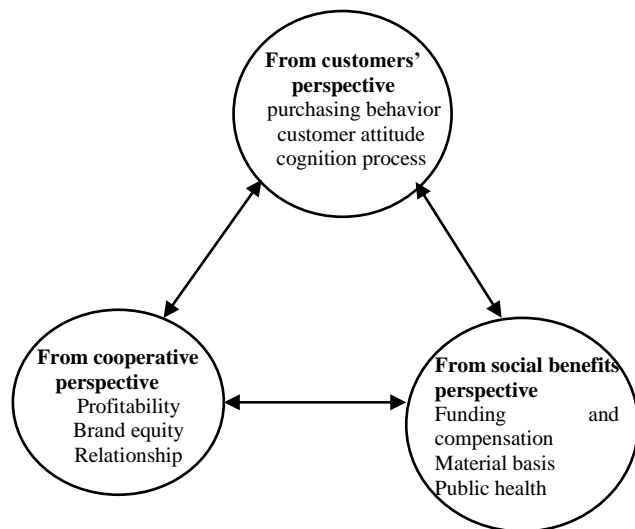 From customers’
perspective
purchasing behavior
customer attitude
cognition process
From cooperative
perspective
Profitability
Brand equity
Relationship
From social benefits
perspective
Funding and
compensation
Material basis
Public health